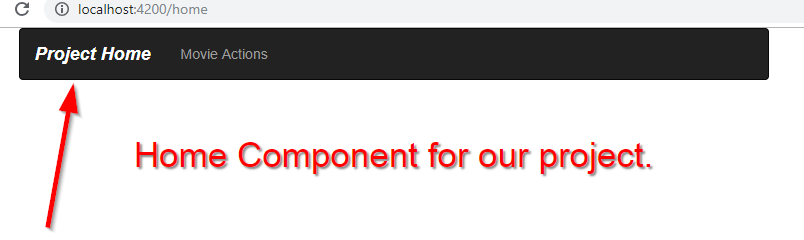 localhost:4200/home
Project Home Movie Actions
Home Component for our project.